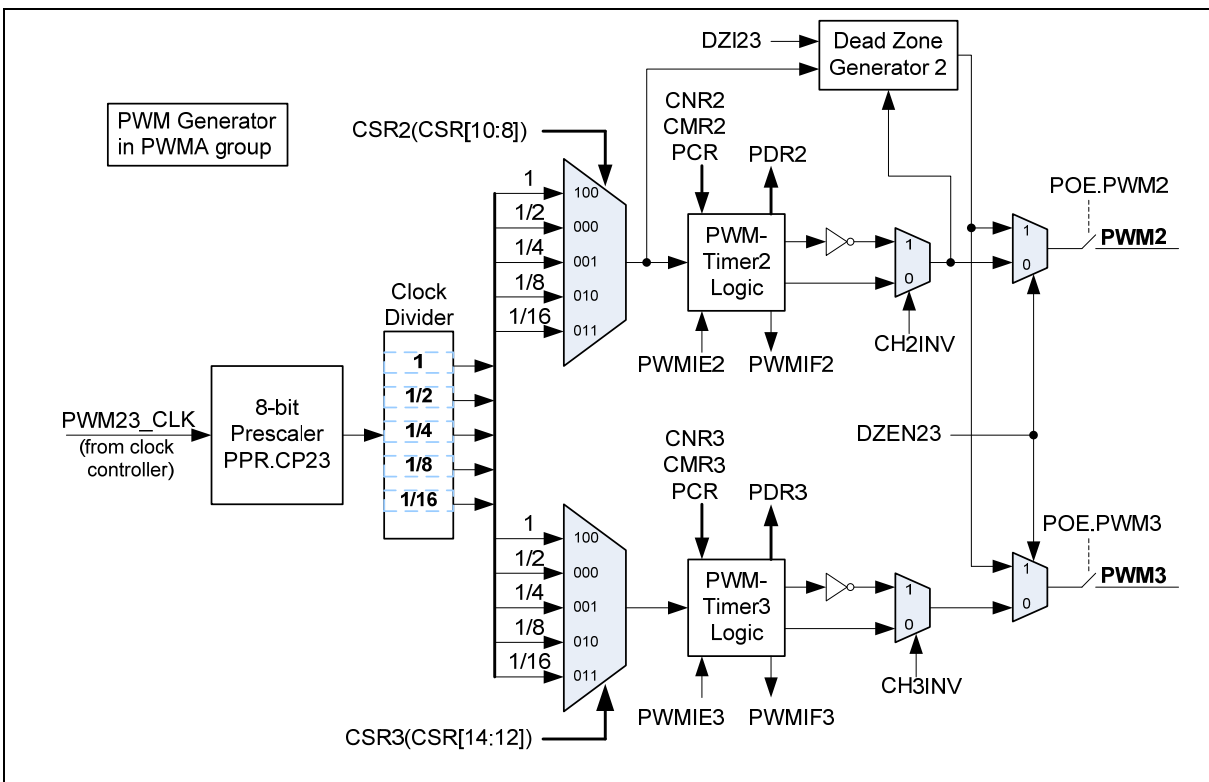 PWM Generator
in PWMA group
DZI23
Dead Zone
Generator 2
CSR2(CSR[10:8])
CNR2
CMR2
PCR
PDR2
1
1/2
1/4
1/8
1/16
100
000
001
010
011
PWM-
Timer2
Logic
1
0
CH2INV
PWMIE2
PWMIF2
1
0
POE.PWM2
PWM2
Clock
Divider
1
1/2
1/4
1/8
1/16
PWM23_CLK
(from clock
controller)
8-bit
Prescaler
PPR.CP23
DZEN23
1
1/2
1/4
1/8
1/16
100
000
001
010
011
CSR3(CSR[14:12])
CNR3
CMR3
PCR
PDR3
PWM-
Timer3
Logic
1
0
CH3INV
PWMIE3
PWMIF3
1
0
POE.PWM3
PWM3